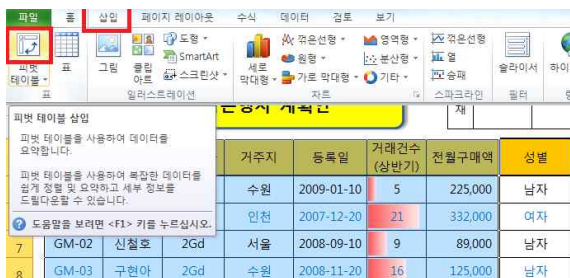 파일 홈 삽입 페이지 레이아웃 수식 데이터 검토 보기
피벗 테이블 표 그림 클립 아트 도형 SmartArt 스크린샷 세로 막대형 꺾은선형 원형 가로 막대형 영역형 분산형 기타 꺾은선형 열 승패 슬라이서
표 일러스트레이션 차트 스파크라인 필터
피벗 테이블 삽입
피벗 테이블을 사용하여 데이터를
요약합니다.
피벗 테이블을 사용하여 복잡한 데이터를
쉽게 정렬 및 요약하고 세부 정보를
드릴다운할 수 있습니다.
도움말을 보려면 <F1> 키를 누르십시오.
재
거주지 등록일 거래건수 (상반기) 전월구매액 성별
수원 2009-01-10 5 225,000 남자
인천 2007-12-20 21 332,000 여자
7 GM-02 신철호 2Gd 서울 2008-09-10 9 89,000 남자
8 GM-03 구현아 2Gd 수원 2008-11-20 16 125,000 남자